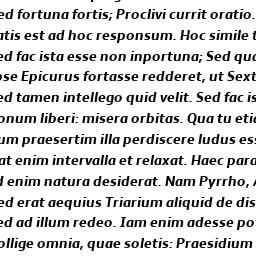 ed fortuna fortis; Proclivi currit oratio.
atis est ad hoc responsum. Hoc simile t
ed fac ista esse non inportuna; Sed qua
ose Epicurus fortasse redderet, ut Sext
ed tamen intellego quid velit. Sed fac is
onum liberi: misera orbitas. Qua tu etia
um praesertim illa perdiscere ludus ess
at enim intervalla et relaxat. Haec para
d enim natura desiderat. Nam Pyrrho, A
ed erat aequius Triarium aliquid de dis
ed ad illum redeo. Iam enim adesse po
ollige omnia, quae soletis: Praesidium